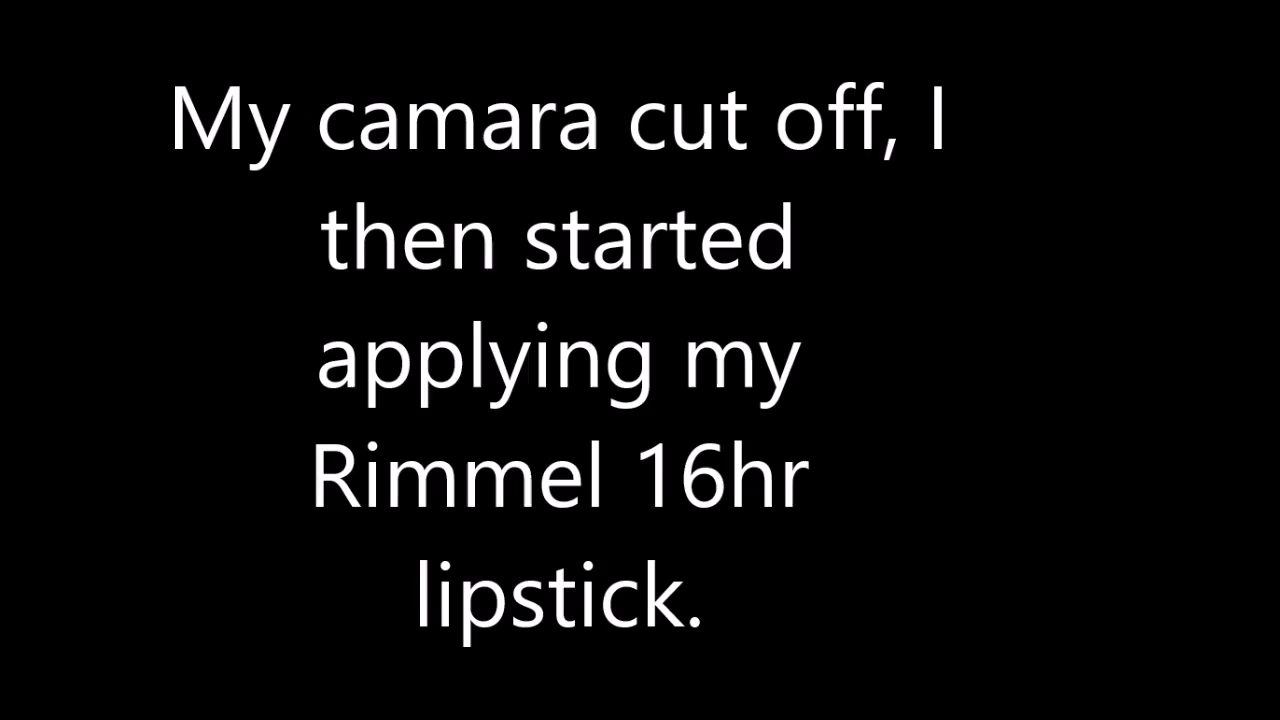 My camara cut off, I
then started
applying my
Rimmel 16hr
lipstick.